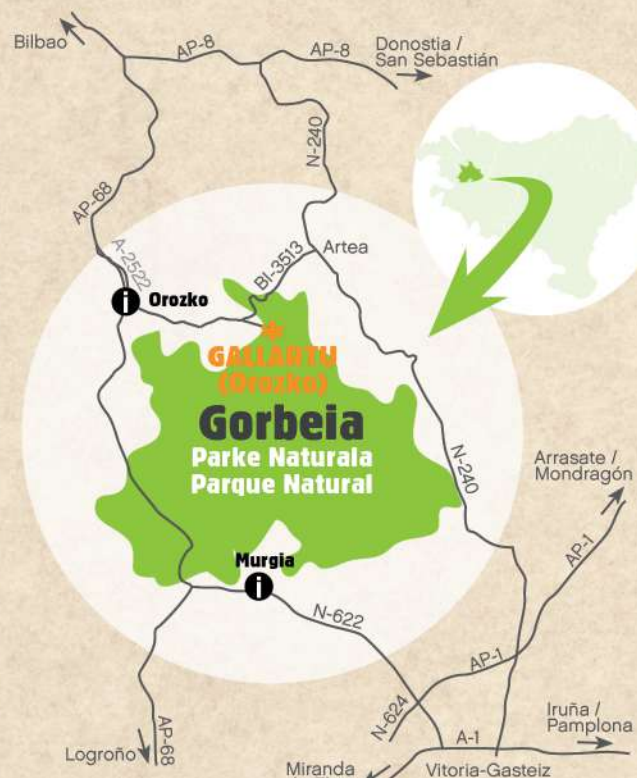 Bilbao
AP-8
AP-8
Donostia /
San Sebastián
N-240
AP-68
A-2522
BI-3513
Artea
i
Orozko
GALLARTU
(Orozko)
Gorbeia
Parke Naturala
Parque Natural
N-240
Arrasate /
Mondragón
AP-1
Murgia
i
N-622
AP-1
N-624
Iruña /
Pamplona
A-1
AP-68
Logroño
Miranda
Vitoria-Gasteiz